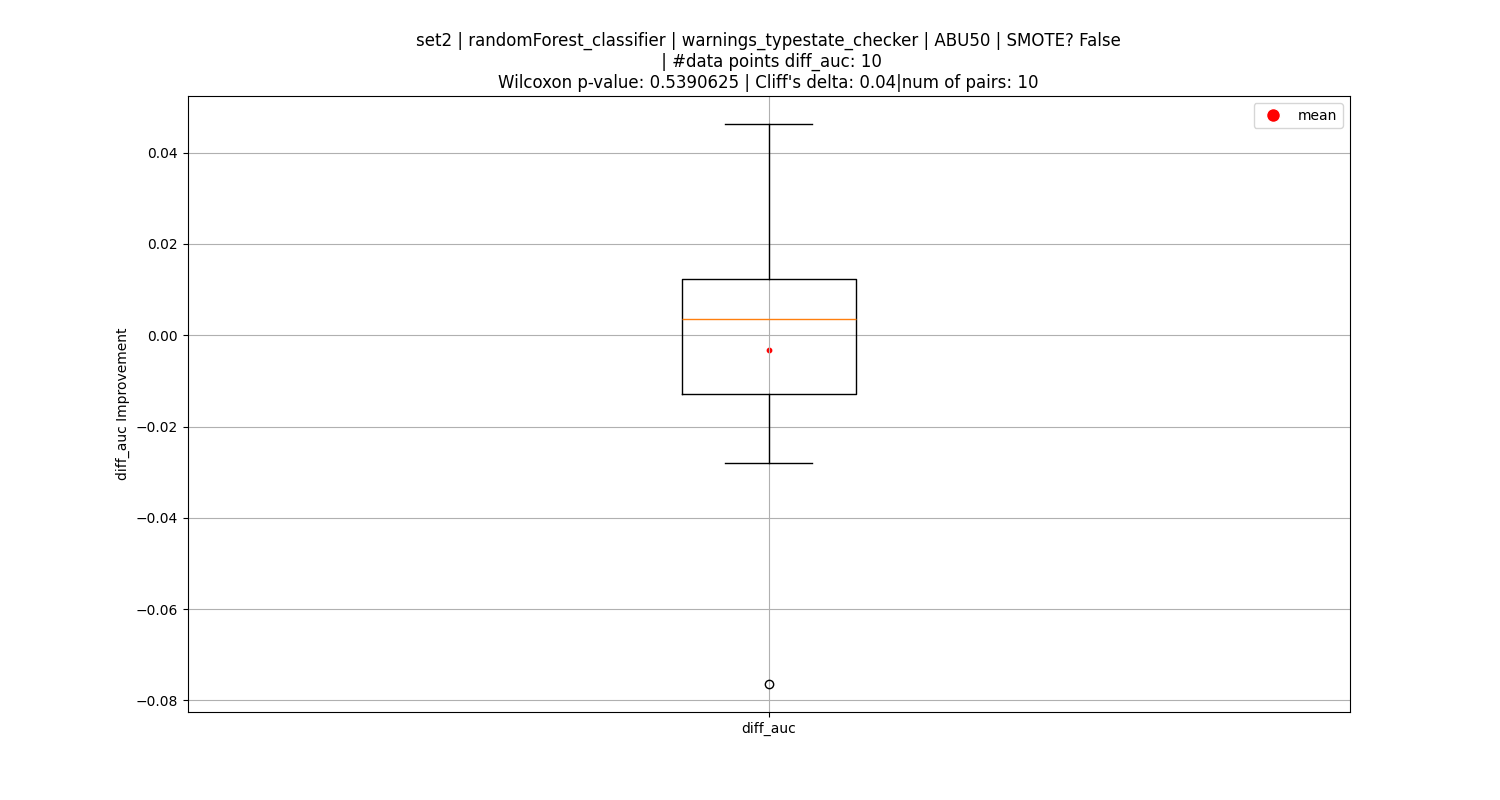 set2 | randomForest_classifier | warnings_typestate_checker | ABU50 | SMOTE? False
| #data points diff_auc: 10
Wilcoxon p-value: 0.5390625 | Cliff's delta: 0.04|num of pairs: 10
mean
0.04
0.02
0.00
−0.02
−0.04
−0.06
−0.08
diff_auc Improvement
diff_auc